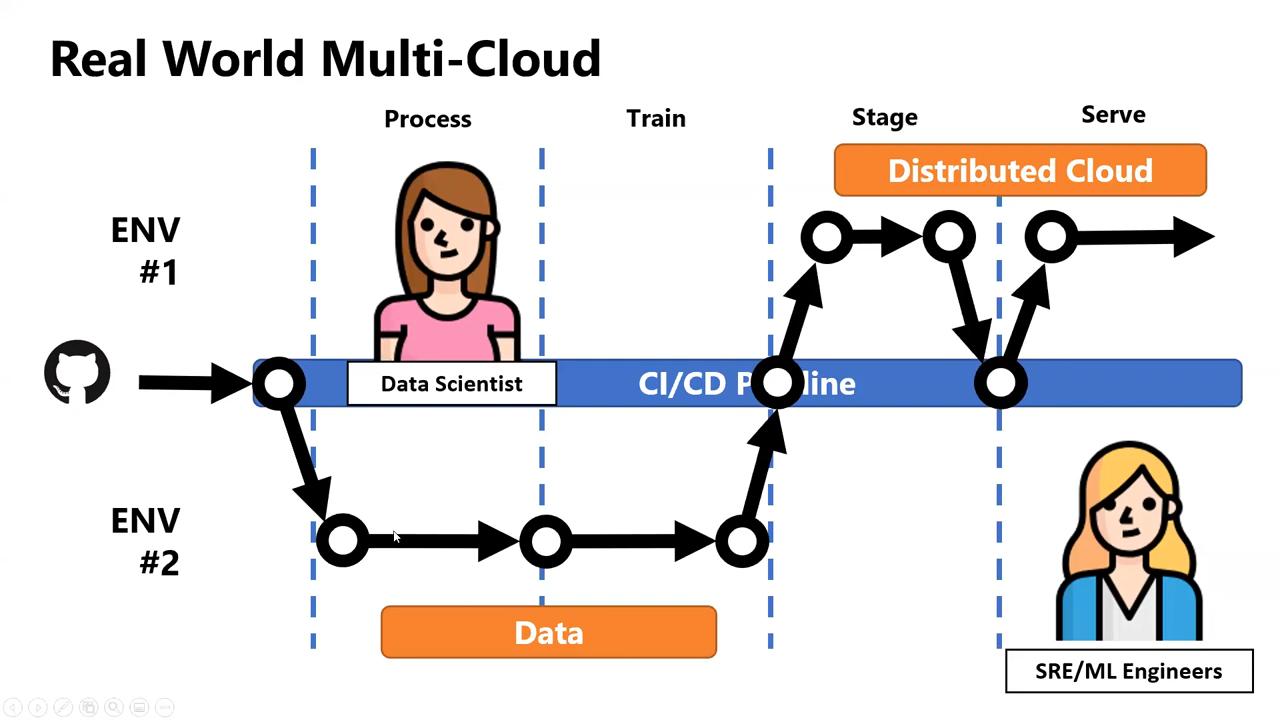 Real World Multi-Cloud
Process
Train
Stage
Serve
Distributed Cloud
ENV
#1
Data Scientist
CI/CD P line
ENV
#2
Data
SRE/ML Engineers